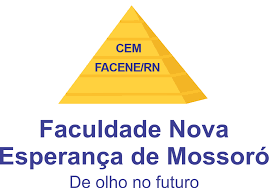 CEM
FACENE/RN
Faculdade Nova
Esperança de Mossoró
De olho no futuro